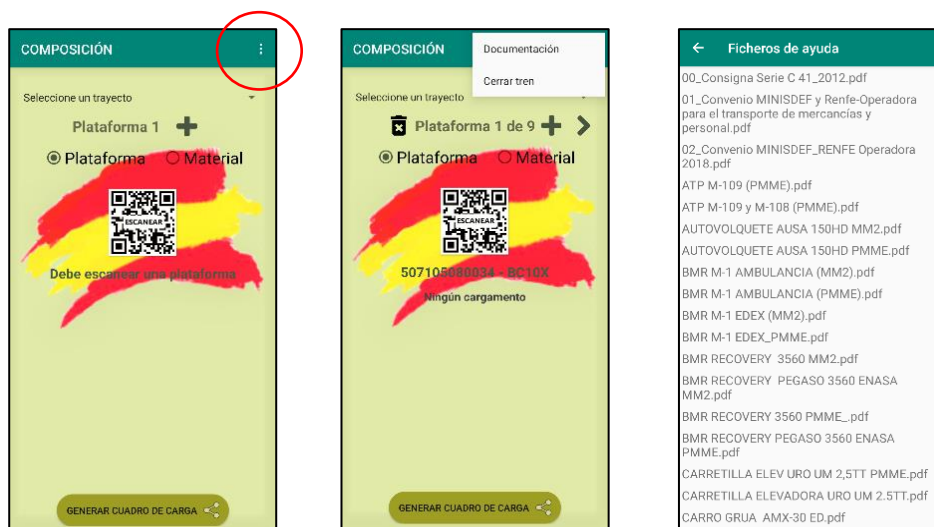 COMPOSICIÓN
Seleccione un trayecto
Plataforma 1
Plataforma
Material
ESCANEAR
Debe escanear una plataforma
GENERAR CUADRO DE CARGA
COMPOSICIÓN
Documentación
Cerrar tren
Seleccione un trayecto
Plataforma 1 de 9
Plataforma
Material
ESCANEAR
507105080034 - BC10X
Ningún cargamento
GENERAR CUADRO DE CARGA
Ficheros de ayuda
00_Consigna Serie C 41_2012.pdf
01_Convenio MINISDEF y Renfe-Operadora
para el transporte de mercancías y
personal.pdf
02_Convenio MINISDEF_RENFE Operadora
2018.pdf
ATP M-109 (PMME).pdf
ATP M-109 y M-108 (PMME).pdf
AUTOVOLQUETE AUSA 150HD MM2.pdf
AUTOVOLQUETE AUSA 150HD PMME.pdf
BMR M-1 AMBULANCIA (MM2).pdf
BMR M-1 AMBULANCIA (PMME).pdf
BMR M-1 EDEX (MM2).pdf
BMR M-1 EDEX_PMME.pdf
BMR RECOVERY 3560 MM2.pdf
BMR RECOVERY PEGASO 3560 ENASA
MM2.pdf
BMR RECOVERY 3560 PMME_.pdf
BMR RECOVERY PEGASO 3560 ENASA
PMME.pdf
CARRETILLA ELEV URO UM 2,5TT PMME.pdf
CARRETILLA ELEVADORA URO UM 2.5TT.pdf
CARRO GRUA AMX-30 ED.pdf